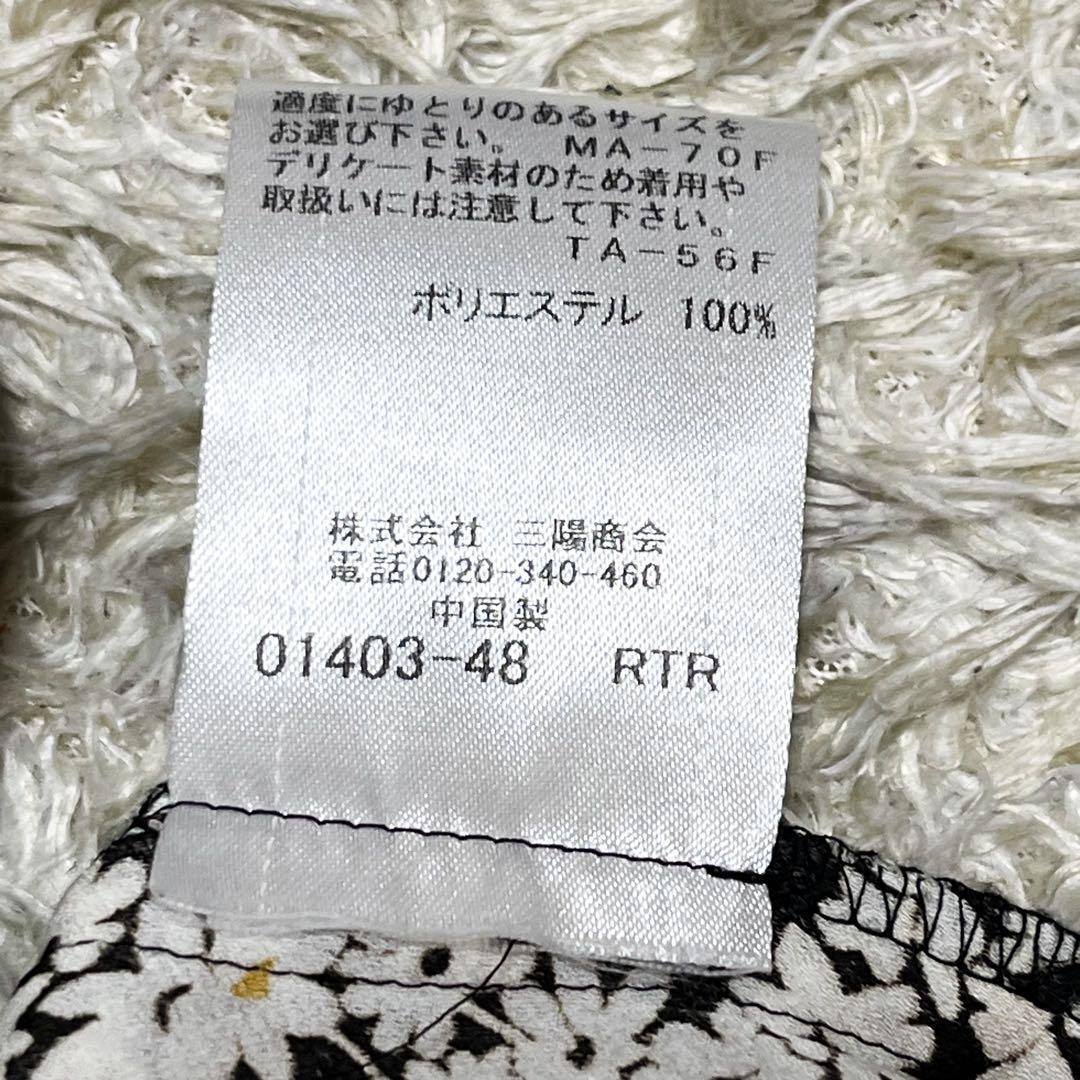 適度にゆとりのあるサイズを
お選び下さい。 MA-70F
デリケート素材のため着用や
取扱いには注意して下さい。
TA-56F
ポリエステル 100%
株式会社 三陽商会
電話0120-340-460
中国製
01403-48 RTR